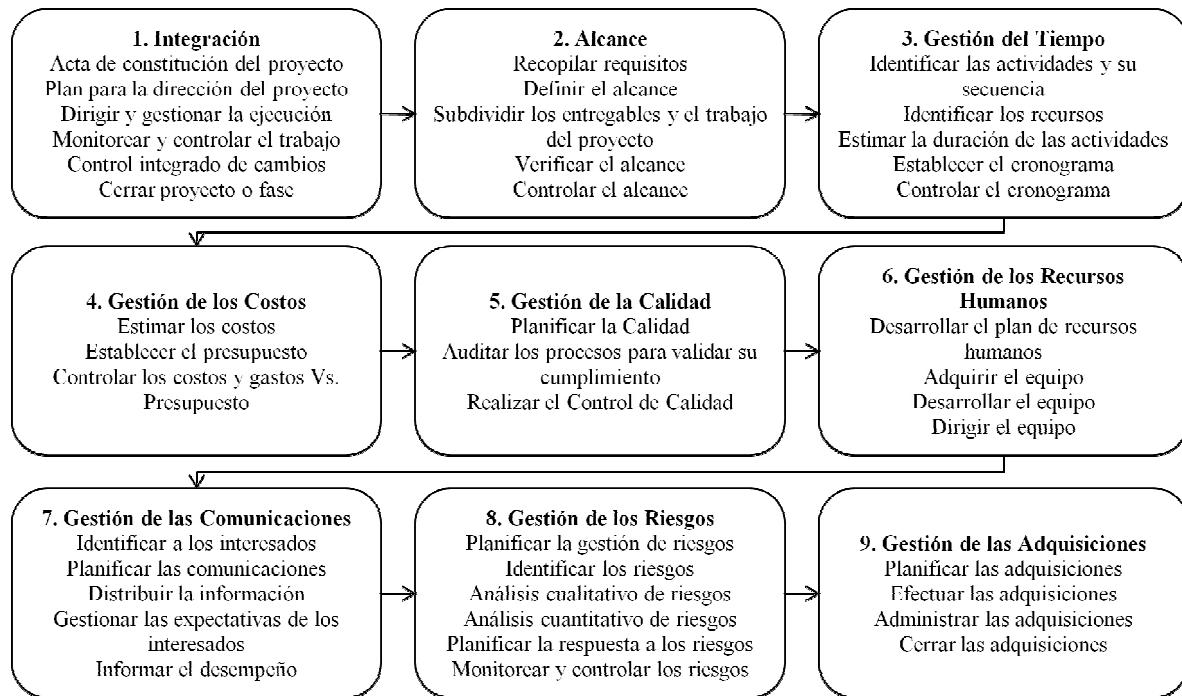 1. Integración
Acta de constitución del proyecto
Plan para la dirección del proyecto
Dirigir y gestionar la ejecución
Monitorear y controlar el trabajo
Control integrado de cambios
Cerrar proyecto o fase
2. Alcance
Recopilar requisitos
Definir el alcance
Subdividir los entregables y el trabajo
del proyecto
Verificar el alcance
Controlar el alcance
3. Gestión del Tiempo
Identificar las actividades y su
secuencia
Identificar los recursos
Estimar la duración de las actividades
Establecer el cronograma
Controlar el cronograma
4. Gestión de los Costos
Estimar los costos
Establecer el presupuesto
Controlar los costos y gastos Vs.
Presupuesto
5. Gestión de la Calidad
Planificar la Calidad
Auditar los procesos para validar su
cumplimiento
Realizar el Control de Calidad
6. Gestión de los Recursos
Humanos
Desarrollar el plan de recursos
humanos
Adquirir el equipo
Desarrollar el equipo
Dirigir el equipo
7. Gestión de las Comunicaciones
Identificar a los interesados
Planificar las comunicaciones
Distribuir la información
Gestionar las expectativas de los
interesados
Informar el desempeño
8. Gestión de los Riesgos
Planificar la gestión de riesgos
Identificar los riesgos
Análisis cualitativo de riesgos
Análisis cuantitativo de riesgos
Planificar la respuesta a los riesgos
Monitorear y controlar los riesgos
9. Gestión de las Adquisiciones
Planificar las adquisiciones
Efectuar las adquisiciones
Administrar las adquisiciones
Cerrar las adquisiciones